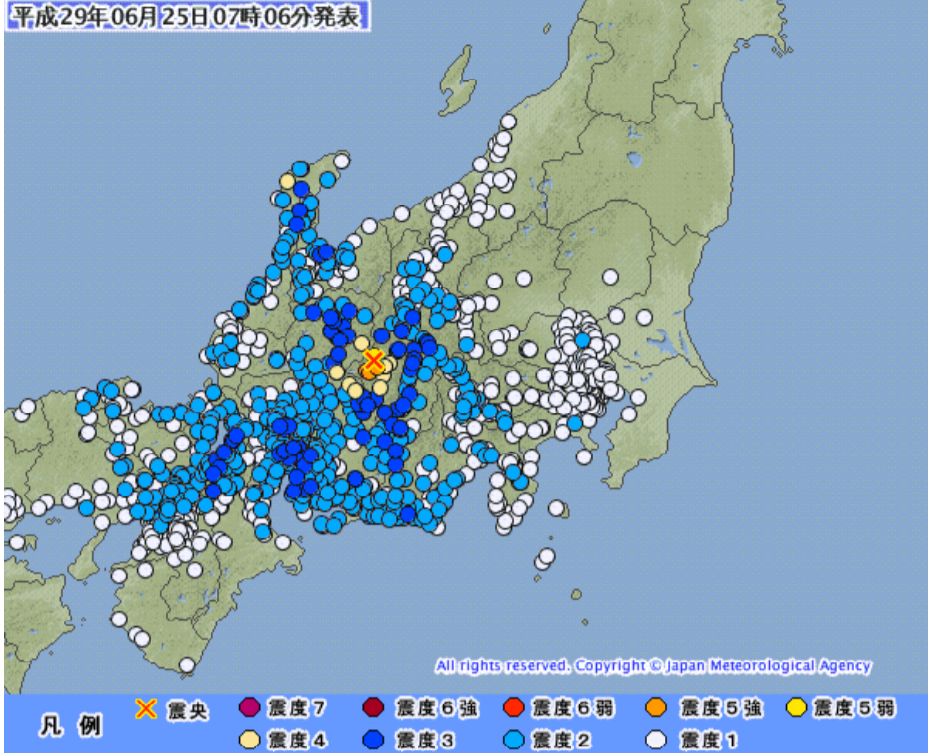 平成29年06月25日07時06分発表
All rights reserved. Copyright © Japan Meteorological Agency
凡例 震央 震度7 震度6強 震度6弱 震度5強 震度5弱
震度4 震度3 震度2 震度1